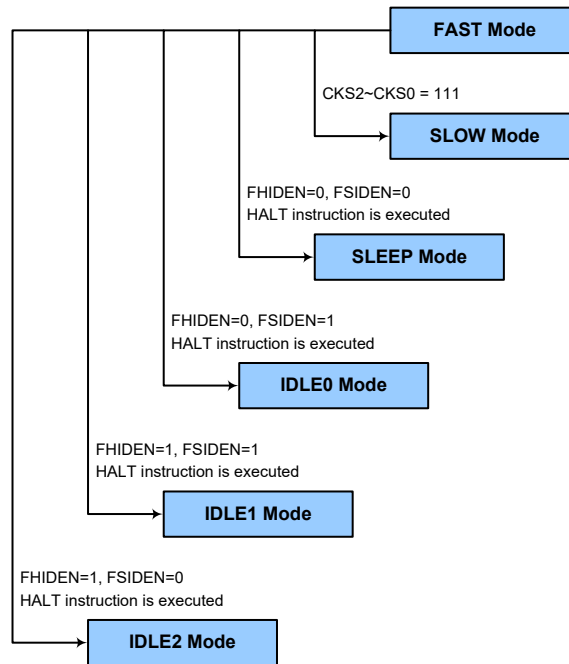 FAST Mode
CKS2~CKS0 = 111
SLOW Mode
FHIDEN=0, FSIDEN=0
HALT instruction is executed
SLEEP Mode
FHIDEN=0, FSIDEN=1
HALT instruction is executed
IDLE0 Mode
FHIDEN=1, FSIDEN=1
HALT instruction is executed
IDLE1 Mode
FHIDEN=1, FSIDEN=0
HALT instruction is executed
IDLE2 Mode